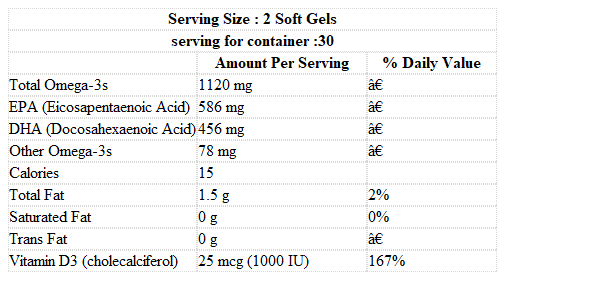 Serving Size : 2 Soft Gels
serving for container :30
Amount Per Serving % Daily Value
Total Omega-3s 1120 mg â€
EPA (Eicosapentaenoic Acid) 586 mg â€
DHA (Docosahexaenoic Acid) 456 mg â€
Other Omega-3s 78 mg â€
Calories 15
Total Fat 1.5 g 2%
Saturated Fat 0 g 0%
Trans Fat 0 g â€
Vitamin D3 (cholecalciferol) 25 mcg (1000 IU) 167%